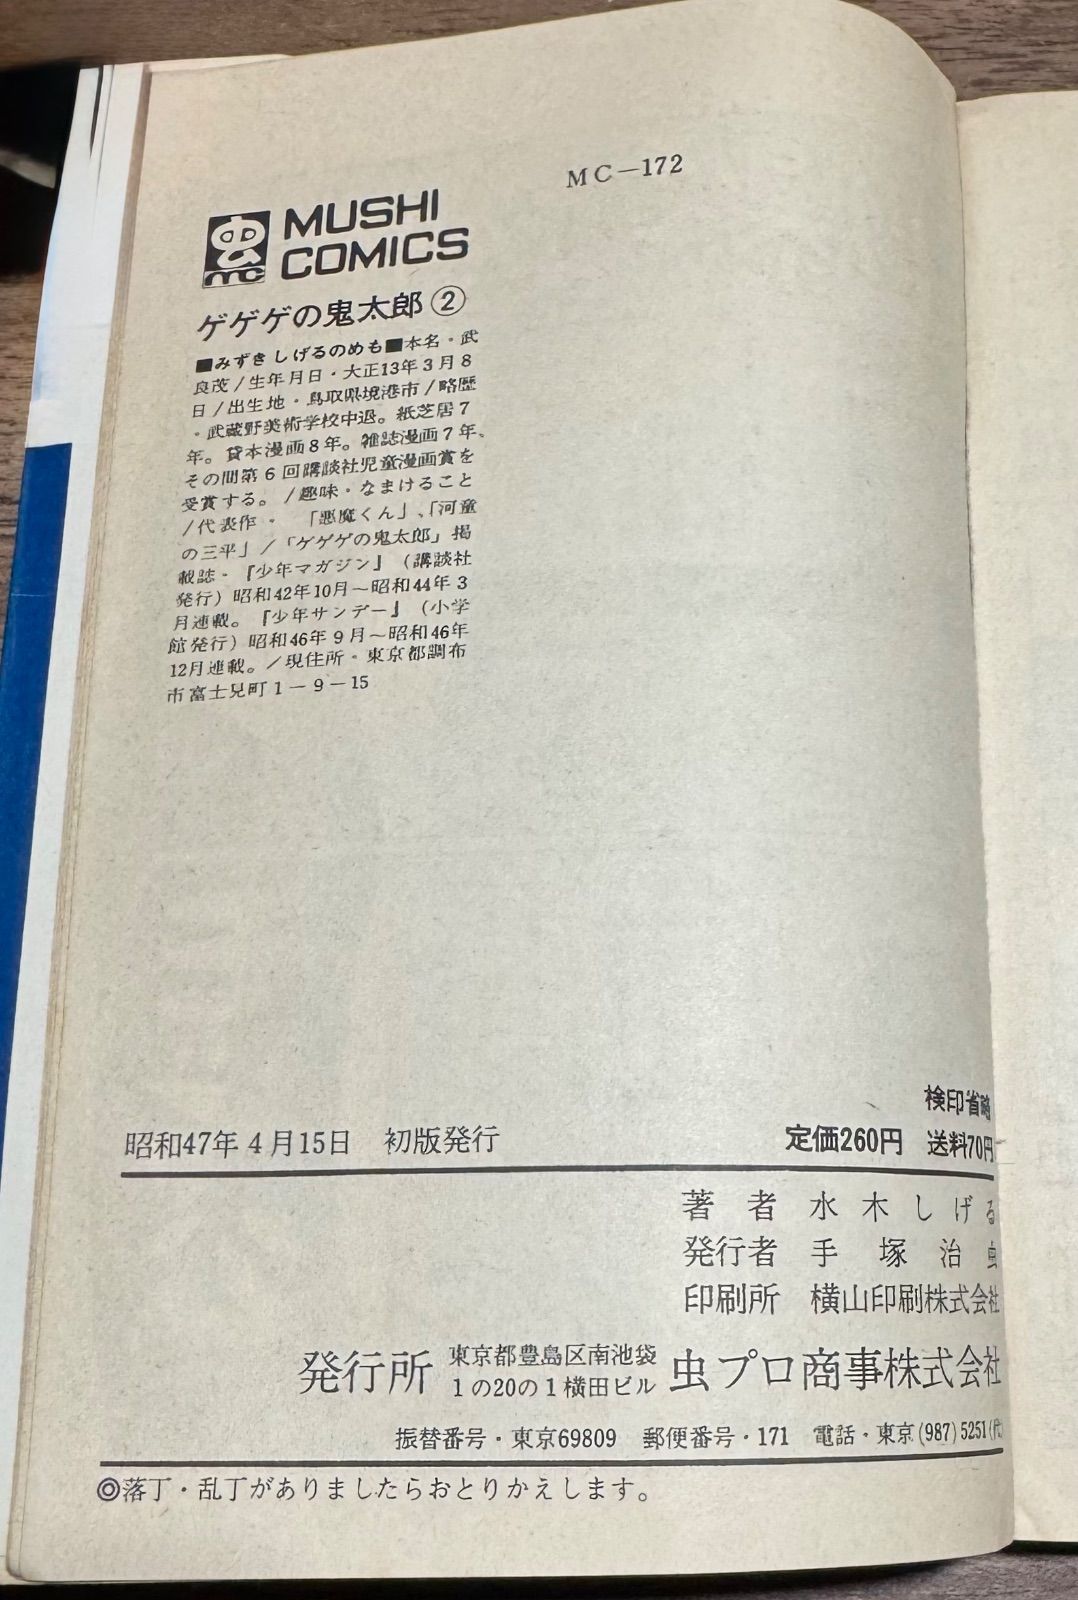 MC－172
MUSHI
COMICS
mc
ゲゲゲの鬼太郎②
■みずきしげるのめも■本名・武
良茂/生年月日・大正13年3月8
日/出生地・鳥取県境港市/略歴
・武蔵野美術学校中退。紙芝居7
年。貸本漫画8年。雑誌漫画7年、
その間第6回講談社児童漫画賞を
受賞する。/趣味・なまけること
/代表作・「悪魔くん」、「河童
の三平」/「ゲゲゲの鬼太郎」掲
載誌・『少年マガジン』（講談社
発行）昭和42年10月～昭和44年3
月連載。『少年サンデー』（小学
館発行）昭和46年9月～昭和46年
12月連載。/現住所・東京都調布
市富士見町1－9－15
検印省略
昭和47年4月15日　初版発行　定価260円　送料70円
著者　水木しげる
発行者　手塚治虫
印刷所　横山印刷株式会社
発行所　東京都豊島区南池袋
1の20の1横田ビル　虫プロ商事株式会社
振替番号・東京69809　郵便番号・171　電話・東京(987)5251(代)
◎落丁・乱丁がありましたらおとりかえします。